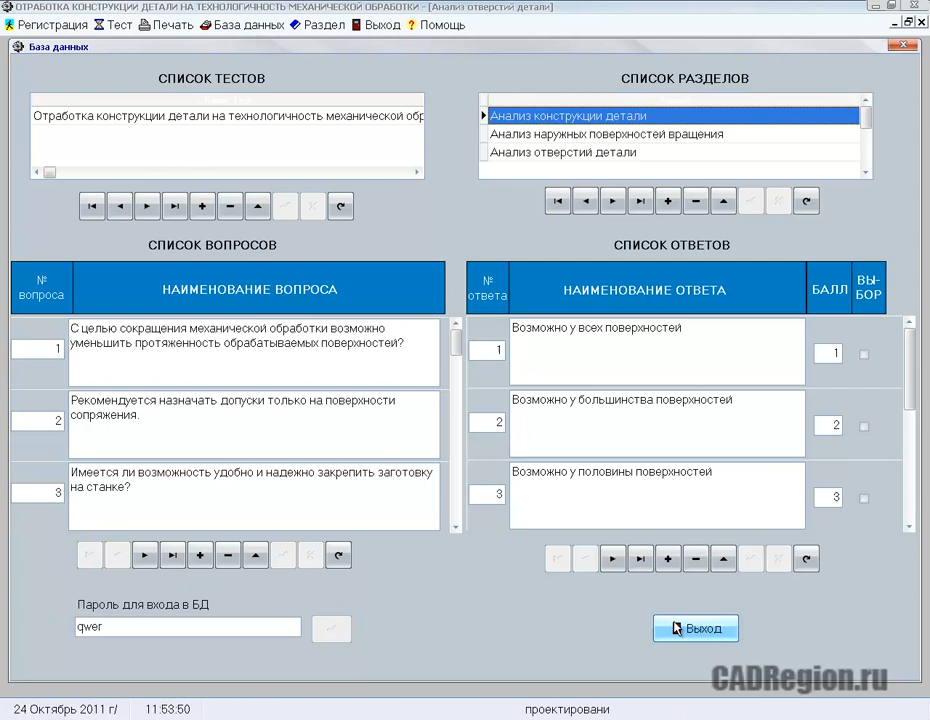 ОТРАБОТКА КОНСТРУКЦИИ ДЕТАЛИ НА ТЕХНОЛОГИЧНОСТЬ МЕХАНИЧЕСКОЙ ОБРАБОТКИ - [Анализ отверстий детали]
Регистрация Тест Печать База данных Раздел Выход ? Помощь
База данных
СПИСОК ТЕСТОВ
Отработка конструкции детали на технологичность механической обр
СПИСОК РАЗДЕЛОВ
Анализ конструкции детали
Анализ наружных поверхностей вращения
Анализ отверстий детали
СПИСОК ВОПРОСОВ
№ вопроса
НАИМЕНОВАНИЕ ВОПРОСА
1
С целью сокращения механической обработки возможно
уменьшить протяженность обрабатываемых поверхностей?
2
Рекомендуется назначать допуски только на поверхности
сопряжения.
3
Имеется ли возможность удобно и надежно закрепить заготовку
на станке?
СПИСОК ОТВЕТОВ
№ ответа
НАИМЕНОВАНИЕ ОТВЕТА
БАЛЛ
ВЫ-
БОР
1
Возможно у всех поверхностей
1
2
Возможно у большинства поверхностей
2
3
Возможно у половины поверхностей
3
Пароль для входа в БД
qwer
Выход
CADRegion.ru
24 Октябрь 2011 г/ 11:53:50 проектировани